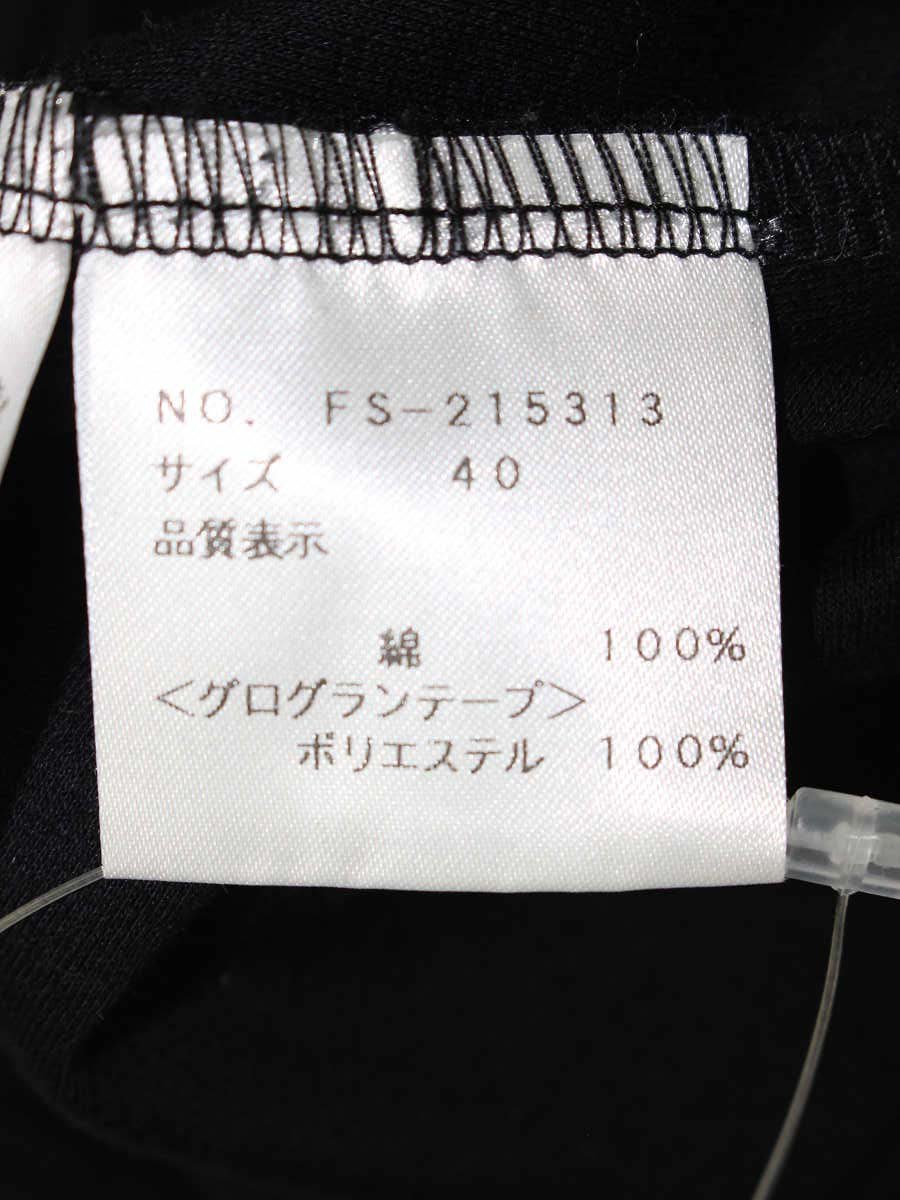 NO. FS-215313
サイズ 40
品質表示
綿 100%
<グログランテープ>
ポリエステル 100%